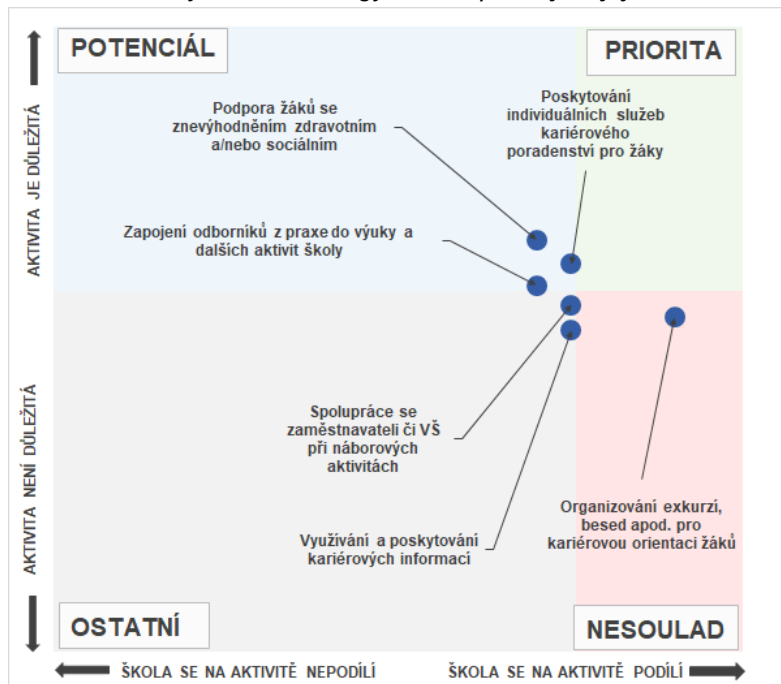 POTENCIÁL
PRIORITA
Podpora žáků se
znevýhodněním zdravotním
a/nebo sociálním
Poskytování
individuálních služeb
kariérového
poradenství pro žáky
Zapojení odborníků z praxe do výuky a
dalších aktivit školy
AKTIVITA JE DŮLEŽITÁ
AKTIVITA NENÍ DŮLEŽITÁ
Spolupráce se
zaměstnavateli či VŠ
při náborových
aktivitách
Využívání a poskytování
kariérových informací
Organizování exkurzí,
besed apod. pro
kariérovou orientaci žáků
OSTATNÍ
NESOULAD
ŠKOLA SE NA AKTIVITĚ NEPODÍLÍ
ŠKOLA SE NA AKTIVITĚ PODÍLÍ